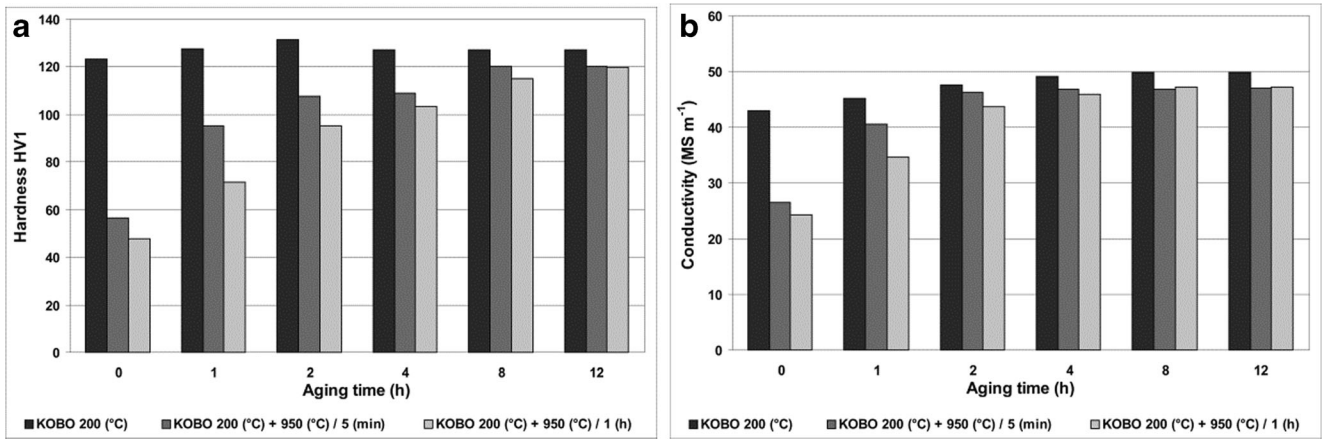 a
140
120
100
80
60
40
20
0
Hardness HV1
0 1 2 4 8 12
Aging time (h)
KOBO 200 (°C) KOBO 200 (°C) + 950 (°C) / 5 (min) KOBO 200 (°C) + 950 (°C) / 1 (h)
b
60
50
40
30
20
10
0
Conductivity (MS m⁻¹)
0 1 2 4 8 12
Aging time (h)
KOBO 200 (°C) KOBO 200 (°C) + 950 (°C) / 5 (min) KOBO 200 (°C) + 950 (°C) / 1 (h)